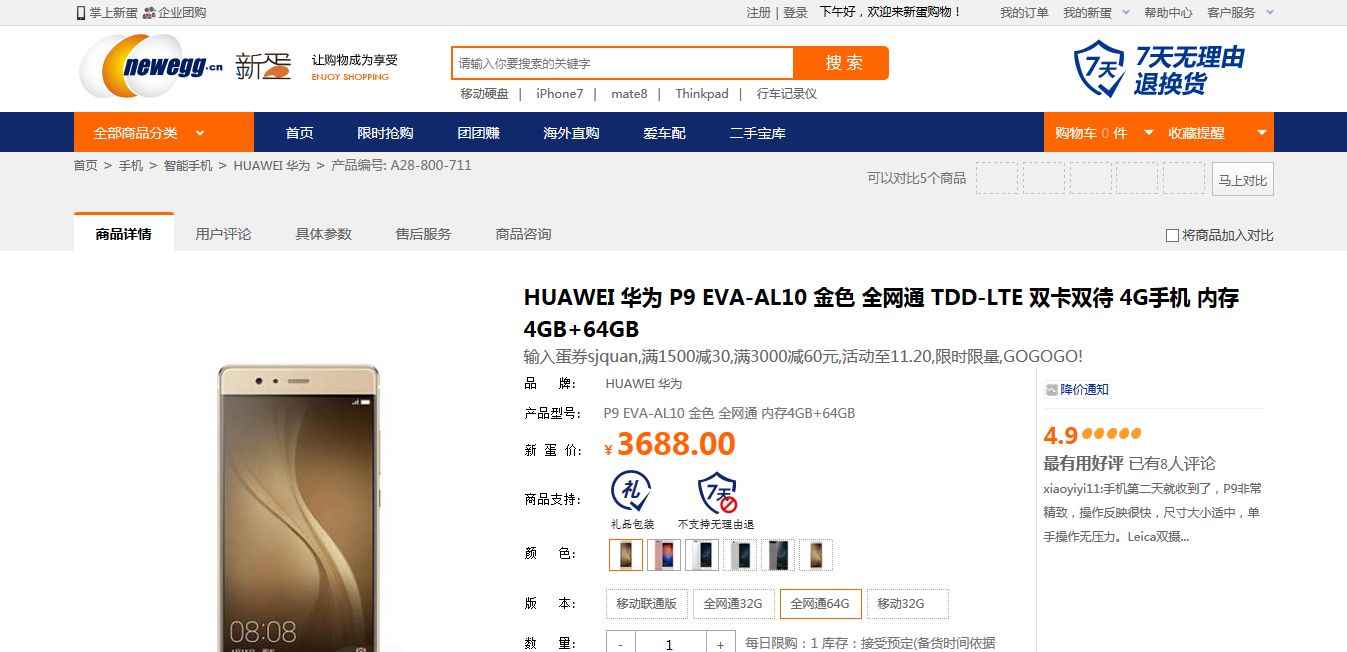 掌上新蛋 企业团购
注册 | 登录 下午好，欢迎来新蛋购物！ 我的订单 我的新蛋 帮助中心 客户服务
newegg.cn 新蛋 让购物成为享受
ENJOY SHOPPING
请输入你要搜索的关键字 搜 索
移动硬盘 | iPhone7 | mate8 | Thinkpad | 行车记录仪
7天 7天无理由
退换货
全部商品分类 首页 限时抢购 团团赚 海外直购 爱车配 二手宝库 购物车 0 件 收藏提醒
首页 > 手机 > 智能手机 > HUAWEI 华为 > 产品编号: A28-800-711
可以对比5个商品 马上对比
商品详情 用户评论 具体参数 售后服务 商品咨询 将商品加入对比
HUAWEI 华为 P9 EVA-AL10 金色 全网通 TDD-LTE 双卡双待 4G手机 内存
4GB+64GB
输入蛋券sjquan,满1500减30,满3000减60元,活动至11.20,限时限量,GOGOGO!
品 牌: HUAWEI 华为
产品型号: P9 EVA-AL10 金色 全网通 内存4GB+64GB
新 蛋 价: ¥ 3688.00
商品支持: 礼 7天
礼品包装 不支持无理由退
颜 色:
版 本: 移动联通版 全网通32G 全网通64G 移动32G
数 量: - 1 + 每日限购：1 库存：接受预定(备货时间依据
降价通知
4.9
最有用好评 已有8人评论
xiaoyiyi11:手机第二天就收到了，P9非常
精致，操作反映很快，尺寸大小适中，单
手操作无压力。Leica双摄...
08:08